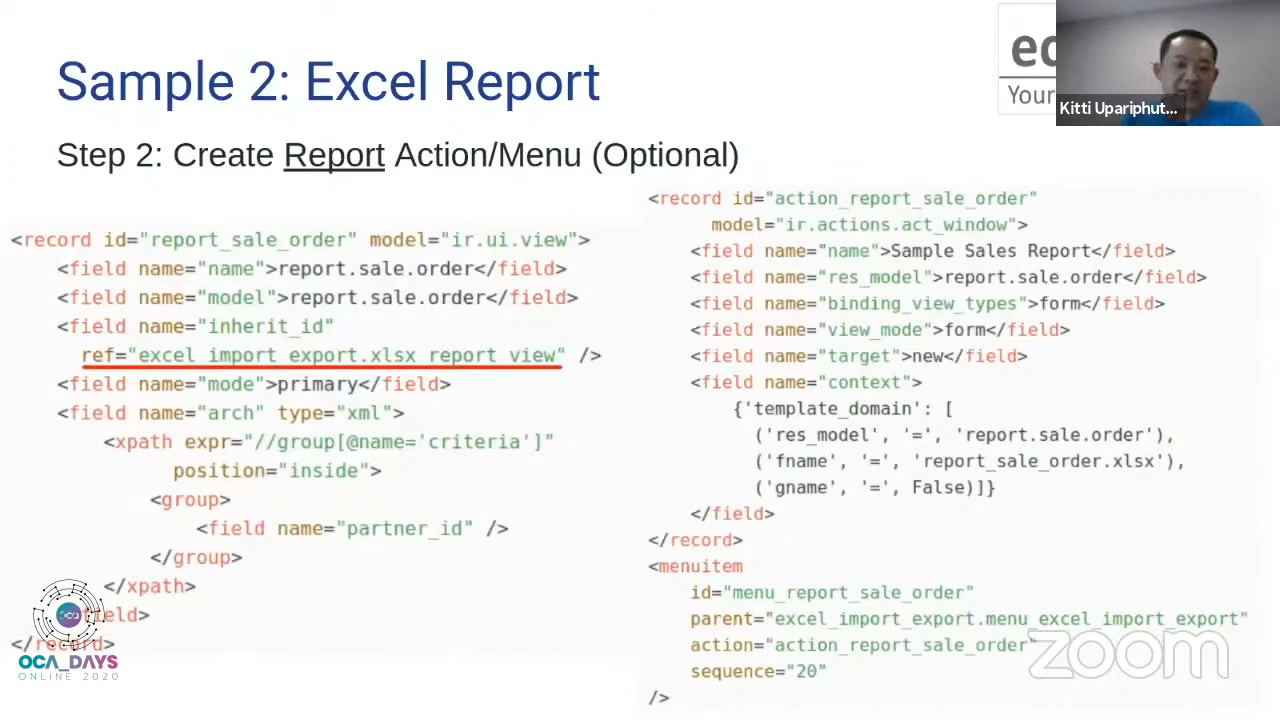 Sample 2: Excel Report
Your
Kitti Upariphut...
Step 2: Create Report Action/Menu (Optional)
<record id="report_sale_order" model="ir.ui.view">
<field name="name">report.sale.order</field>
<field name="model">report.sale.order</field>
<field name="inherit_id"
ref="excel_import_export.xlsx_report_view" />
<field name="mode">primary</field>
<field name="arch" type="xml">
<xpath expr="//group[@name='criteria']"
position="inside">
<group>
<field name="partner_id" />
</group>
</xpath>
</field>
</record>
<record id="action_report_sale_order"
model="ir.actions.act_window">
<field name="name">Sample Sales Report</field>
<field name="res_model">report.sale.order</field>
<field name="binding_view_types">form</field>
<field name="view_mode">form</field>
<field name="target">new</field>
<field name="context">
{'template_domain': [
('res_model', '=', 'report.sale.order'),
('fname', '=', 'report_sale_order.xlsx'),
('gname', '=', False)]}
</field>
</record>
<menuitem
id="menu_report_sale_order"
parent="excel_import_export.menu_excel_import_export"
action="action_report_sale_order"
sequence="20"
/>
oca
OCA_DAYS
ONLINE 2020
zoom